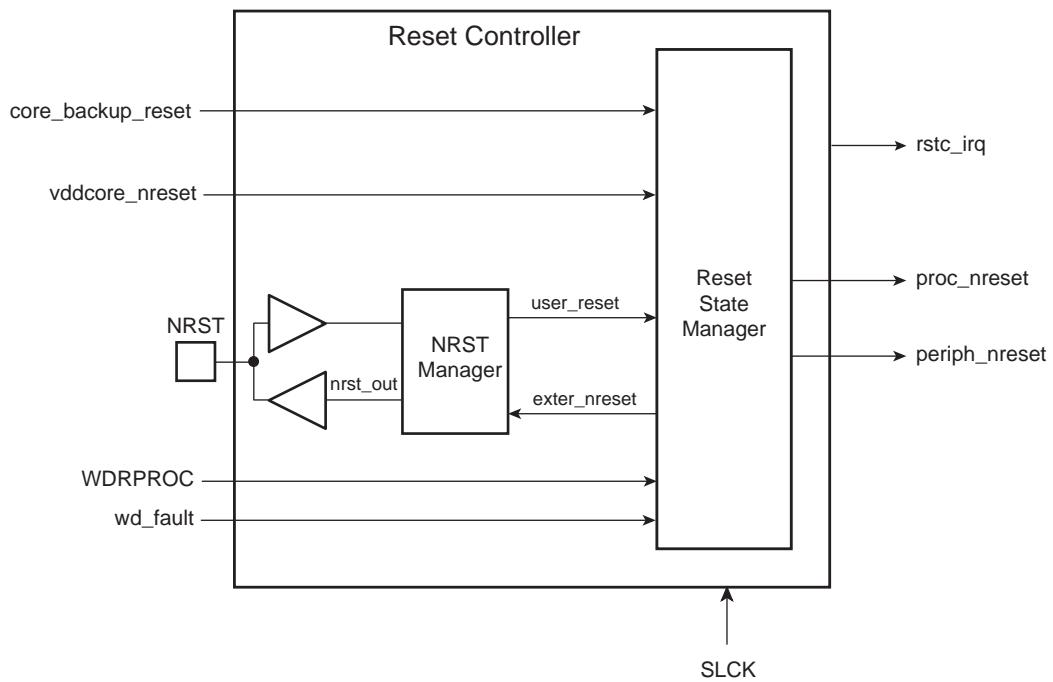 Reset Controller
core_backup_reset
rstc_irq
vddcore_nreset
Reset
State
Manager
proc_nreset
user_reset
NRST
NRST
Manager
periph_nreset
nrst_out
exter_nreset
WDRPROC
wd_fault
SLCK